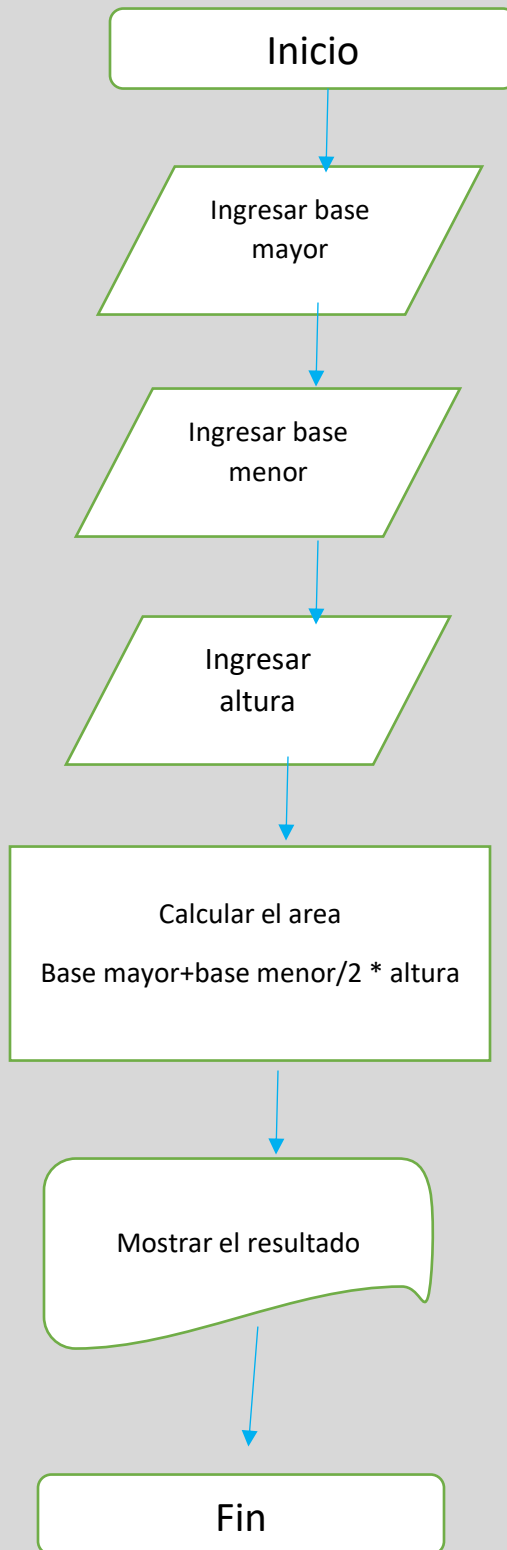 Inicio
Ingresar base
mayor
Ingresar base
menor
Ingresar
altura
Calcular el area
Base mayor+base menor/2 * altura
Mostrar el resultado
Fin